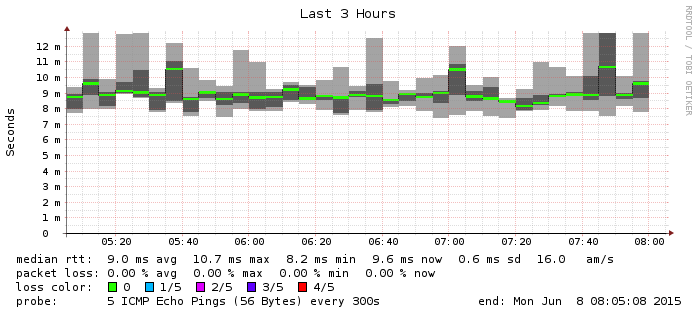 Last 3 Hours
RRDTOOL / TOBI OETIKER
Seconds
12 m
11 m
10 m
9 m
8 m
7 m
6 m
5 m
4 m
3 m
2 m
1 m
0
05:20 05:40 06:00 06:20 06:40 07:00 07:20 07:40 08:00
median rtt: 9.0 ms avg 10.7 ms max 8.2 ms min 9.6 ms now 0.6 ms sd 16.0 am/s
packet loss: 0.00 % avg 0.00 % max 0.00 % min 0.00 % now
loss color: 0 1/5 2/5 3/5 4/5
probe: 5 ICMP Echo Pings (56 Bytes) every 300s end: Mon Jun 8 08:05:08 2015